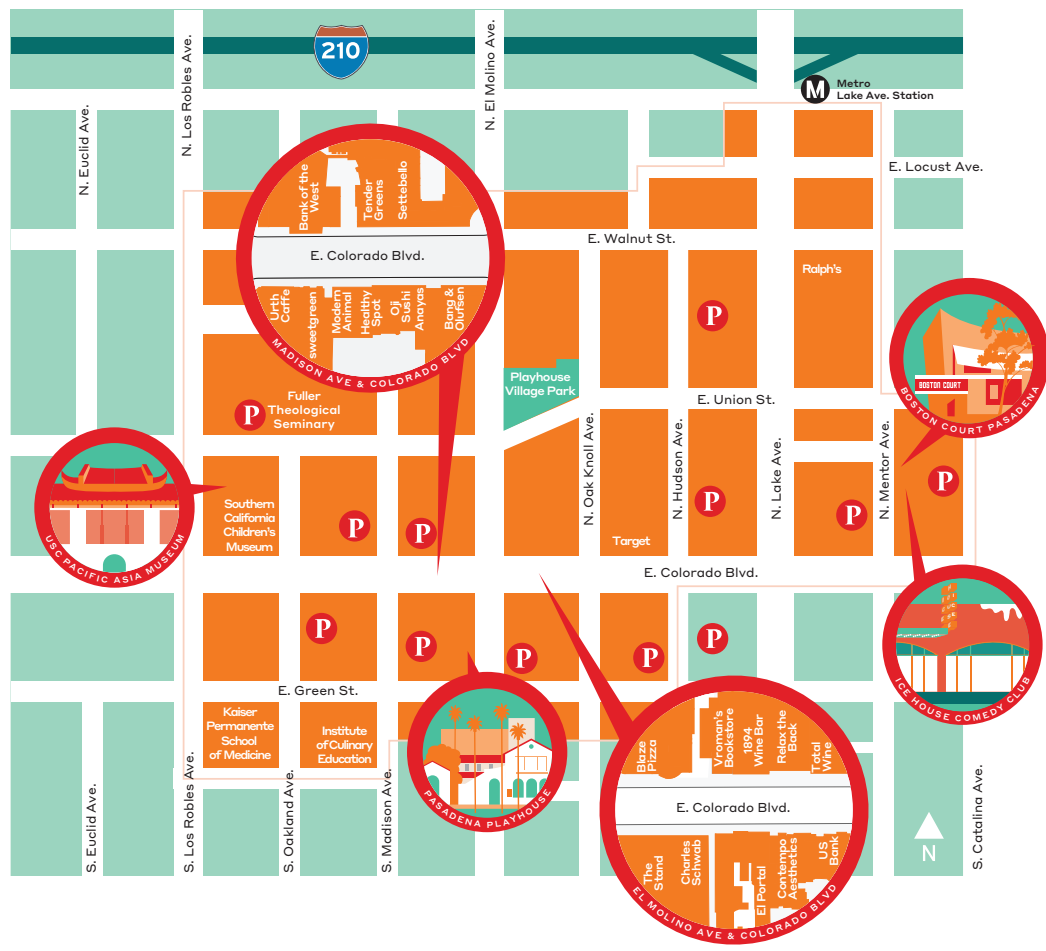 210
N. Los Robles Ave.
N. El Molino Ave.
N. Euclid Ave.
M
Metro
Lake Ave. Station
E. Locust Ave.
Bank of the
West
Tender
Greens
Settebello
E. Colorado Blvd.
Urth
Caffe
sweetgreen
Modern
Animal
Healthy
Spot
Oji
Sushi
Anayas
Bang &
Olufsen
MADISON AVE & COLORADO BLVD
E. Walnut St.
Ralph's
P
BOSTON COURT
BOSTON COURT PASADENA
Playhouse
Village Park
E. Union St.
Fuller
Theological
Seminary
P
N. Oak Knoll Ave.
N. Hudson Ave.
N. Lake Ave.
N. Mentor Ave.
USC PACIFIC ASIA MUSEUM
Southern
California
Children's
Museum
P
P
P
P
P
Target
E. Colorado Blvd.
P
P
P
P
P
ICE HOUSE COMEDY CLUB
E. Green St.
Kaiser
Permanente
School
of Medicine
Institute
of Culinary
Education
PASADENA PLAYHOUSE
Blaze
Pizza
Vroman's
Bookstore
1894
Wine Bar
Relax the
Back
Total
Wine
E. Colorado Blvd.
The
Stand
Charles
Schwab
El Portal
Contempo
Aesthetics
US
Bank
EL MOLINO AVE & COLORADO BLVD
S. Euclid Ave.
S. Los Robles Ave.
S. Oakland Ave.
S. Madison Ave.
S. Catalina Ave.
N